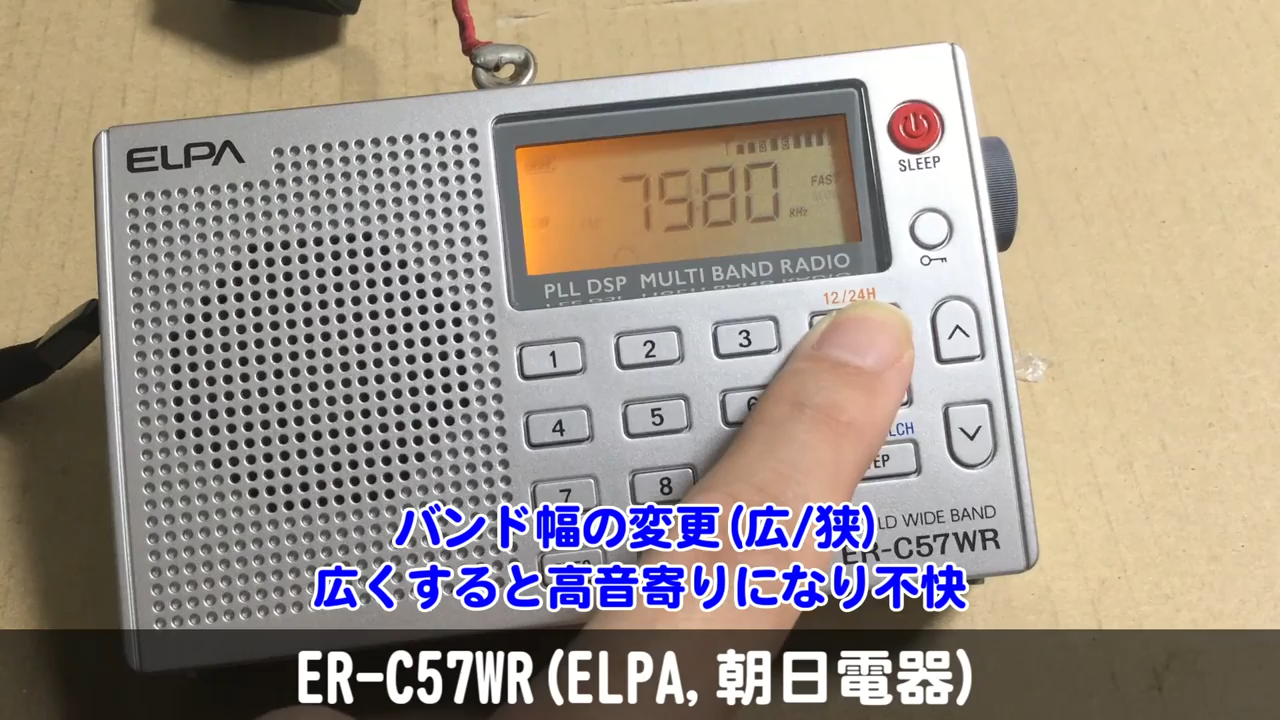 ELPA
7980
FAST
KHz
PLL DSP MULTI BAND RADIO
SLEEP
12/24H
1
2
3
4
5
6
7
8
LD WIDE BAND
ER-C57WR
バンド幅の変更(広/狭)
広くすると高音寄りになり不快
ER-C57WR(ELPA,朝日電器)